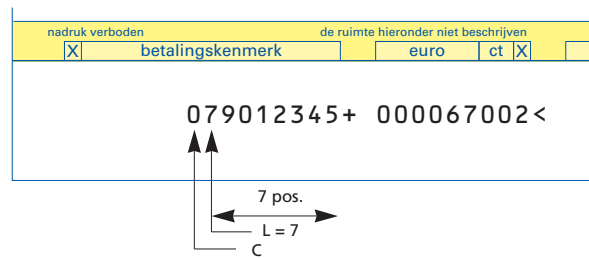 nadruk verboden de ruimte hieronder niet beschrijven
X betalingskenmerk euro ct X
079012345+ 000067002<
7 pos.
L = 7
C